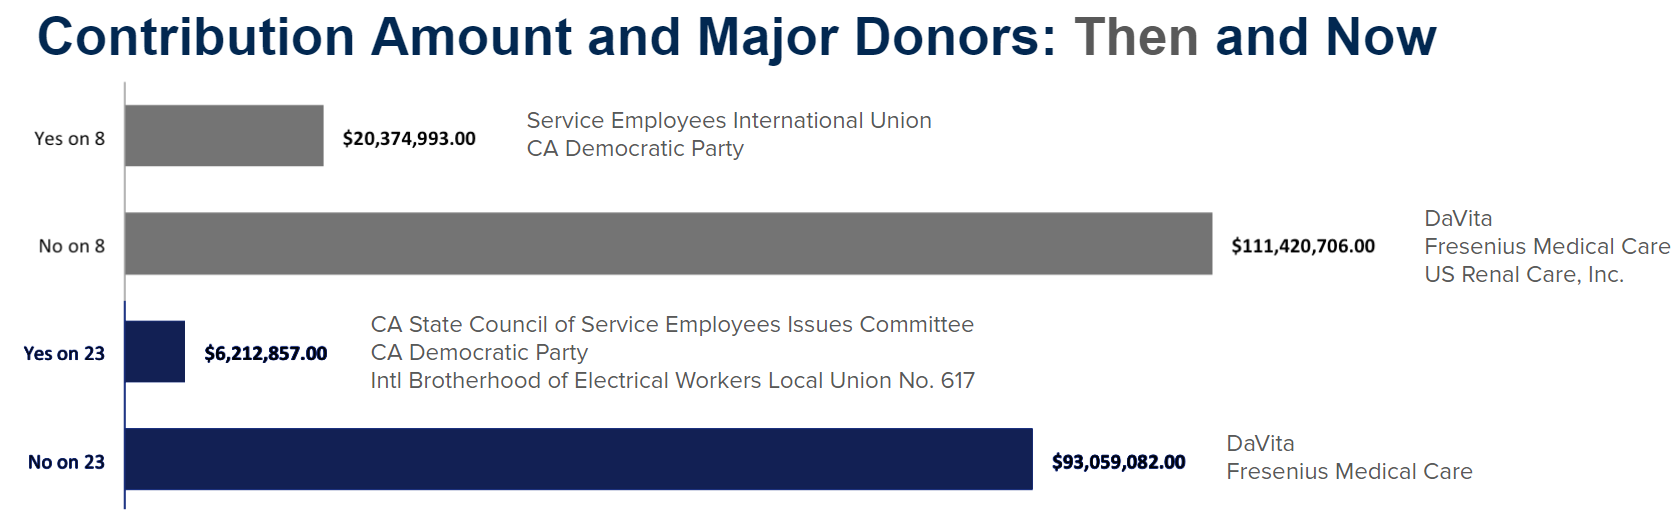 Contribution Amount and Major Donors: Then and Now
Yes on 8
$20,374,993.00
Service Employees International Union
CA Democratic Party
No on 8
$111,420,706.00
DaVita
Fresenius Medical Care
US Renal Care, Inc.
Yes on 23
$6,212,857.00
CA State Council of Service Employees Issues Committee
CA Democratic Party
Intl Brotherhood of Electrical Workers Local Union No. 617
No on 23
$93,059,082.00
DaVita
Fresenius Medical Care